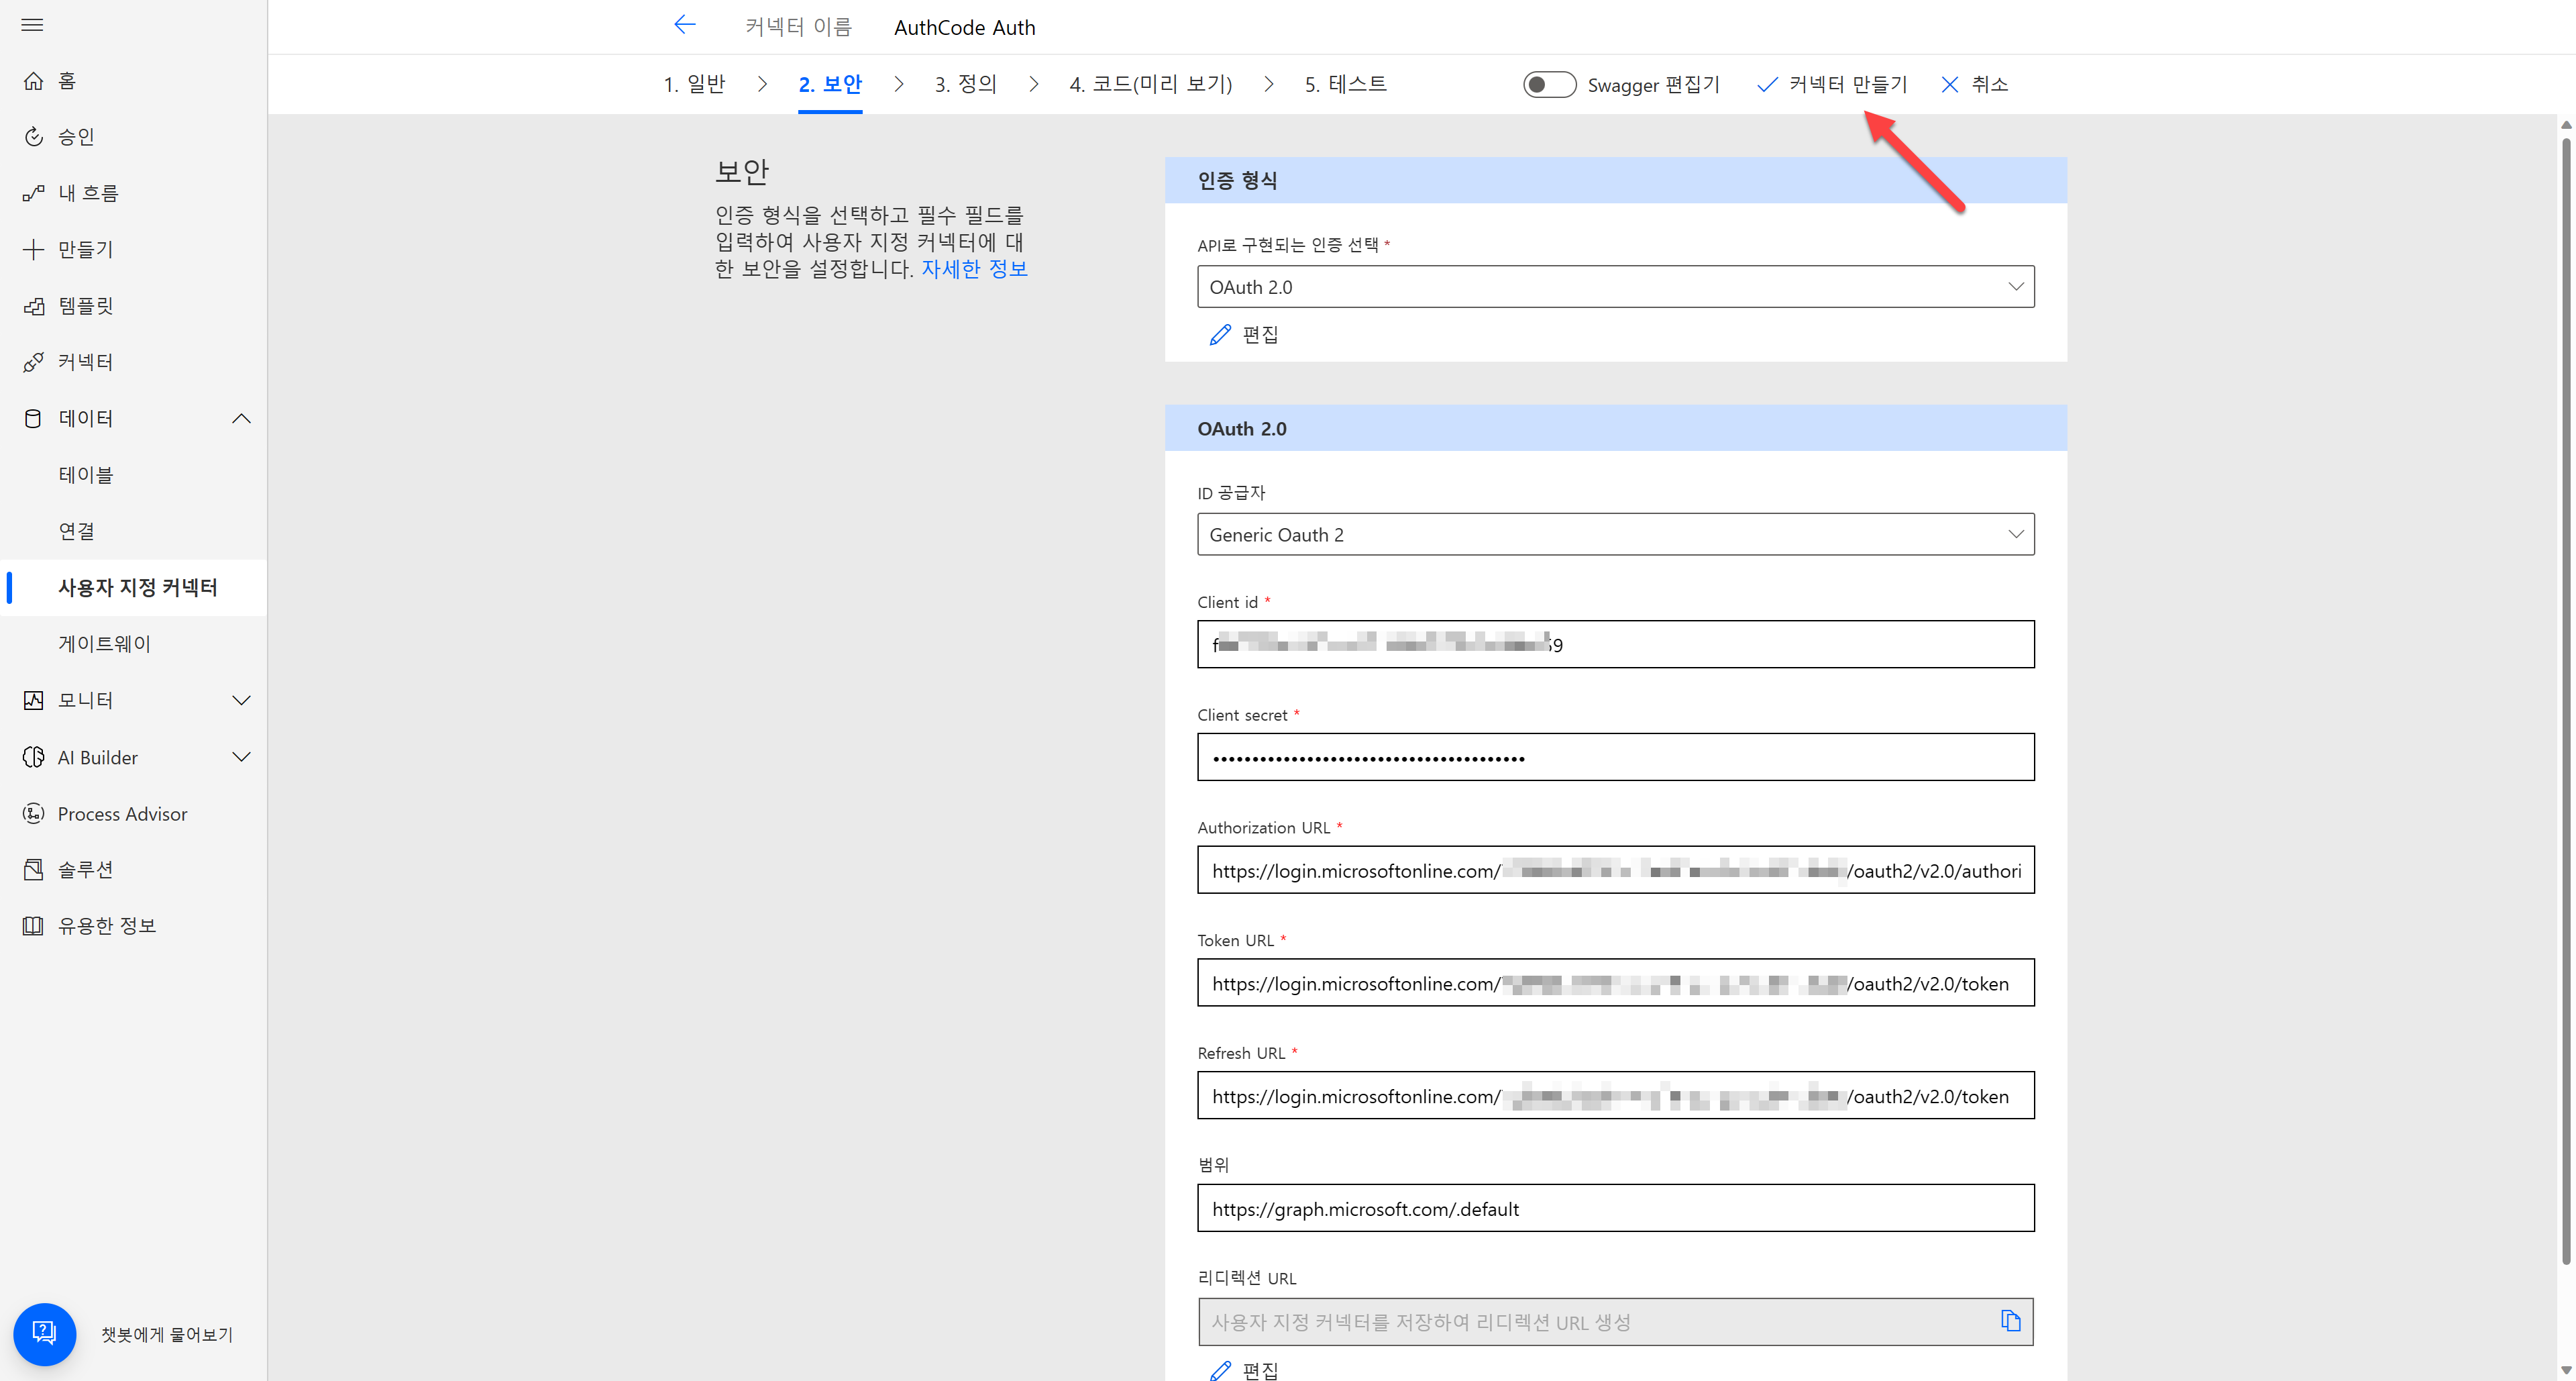 커넥터 이름 AuthCode Auth
1. 일반 2. 보안 3. 정의 4. 코드(미리 보기) 5. 테스트 Swagger 편집기 커넥터 만들기 취소
홈
승인
내 흐름
만들기
템플릿
커넥터
데이터
테이블
연결
사용자 지정 커넥터
게이트웨이
모니터
AI Builder
Process Advisor
솔루션
유용한 정보
챗봇에게 물어보기
보안
인증 형식을 선택하고 필수 필드를
입력하여 사용자 지정 커넥터에 대
한 보안을 설정합니다. 자세한 정보
인증 형식
API로 구현되는 인증 선택 *
OAuth 2.0
편집
OAuth 2.0
ID 공급자
Generic Oauth 2
Client id *
Client secret *
••••••••••••••••••••••••••••••••••••••••
Authorization URL *
https://login.microsoftonline.com/ /oauth2/v2.0/authori
Token URL *
https://login.microsoftonline.com/ /oauth2/v2.0/token
Refresh URL *
https://login.microsoftonline.com/ /oauth2/v2.0/token
범위
https://graph.microsoft.com/.default
리디렉션 URL
사용자 지정 커넥터를 저장하여 리디렉션 URL 생성
편집